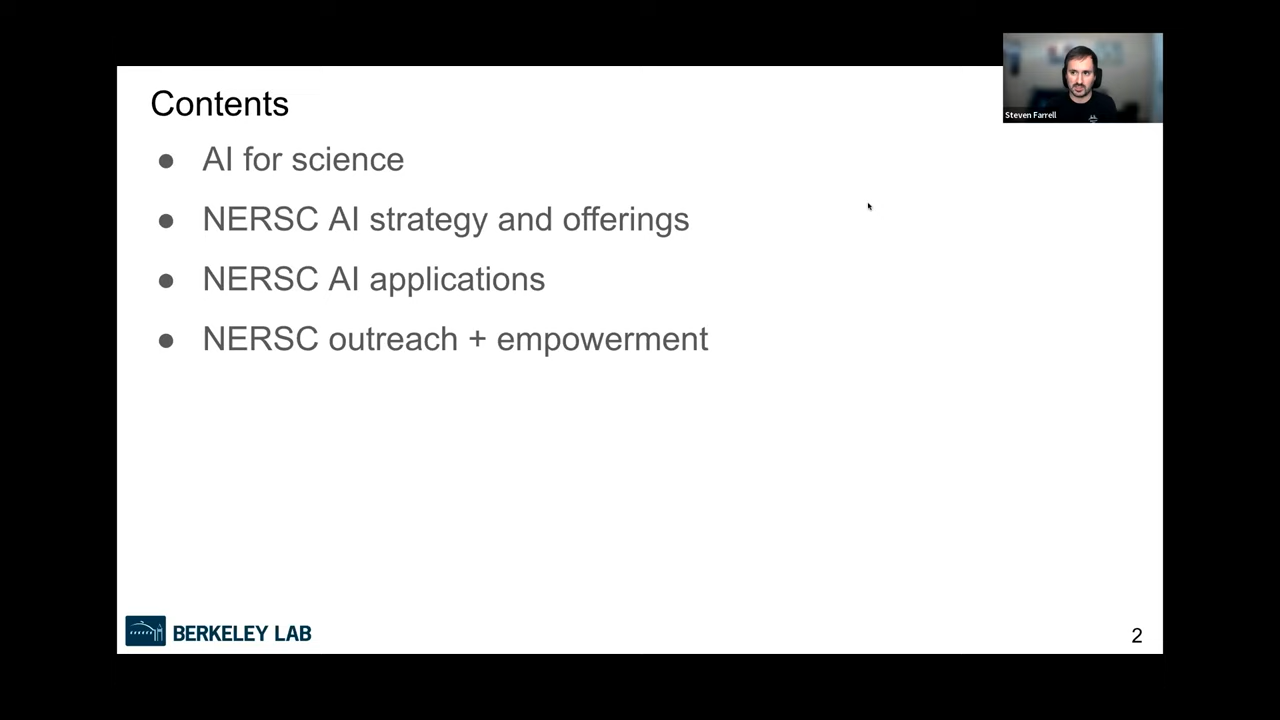 Contents
Steven Farrell
● AI for science
● NERSC AI strategy and offerings
● NERSC AI applications
● NERSC outreach + empowerment
BERKELEY LAB
2